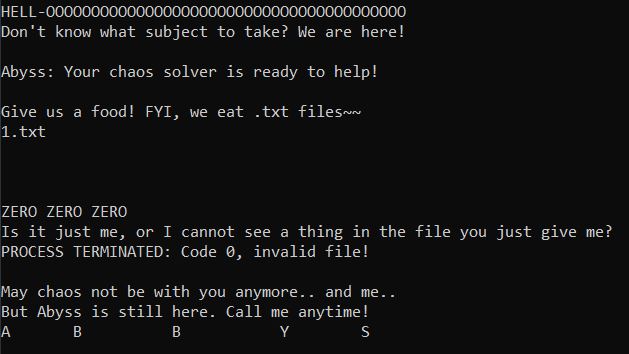 HELL-OOOOOOOOOOOOOOOOOOOOOOOOOOOOOOOOOOOOOOOO
Don't know what subject to take? We are here!
Abyss: Your chaos solver is ready to help!
Give us a food! FYI, we eat .txt files~~
1.txt
ZERO ZERO ZERO
Is it just me, or I cannot see a thing in the file you just give me?
PROCESS TERMINATED: Code 0, invalid file!
May chaos not be with you anymore.. and me..
But Abyss is still here. Call me anytime!
A B B Y S